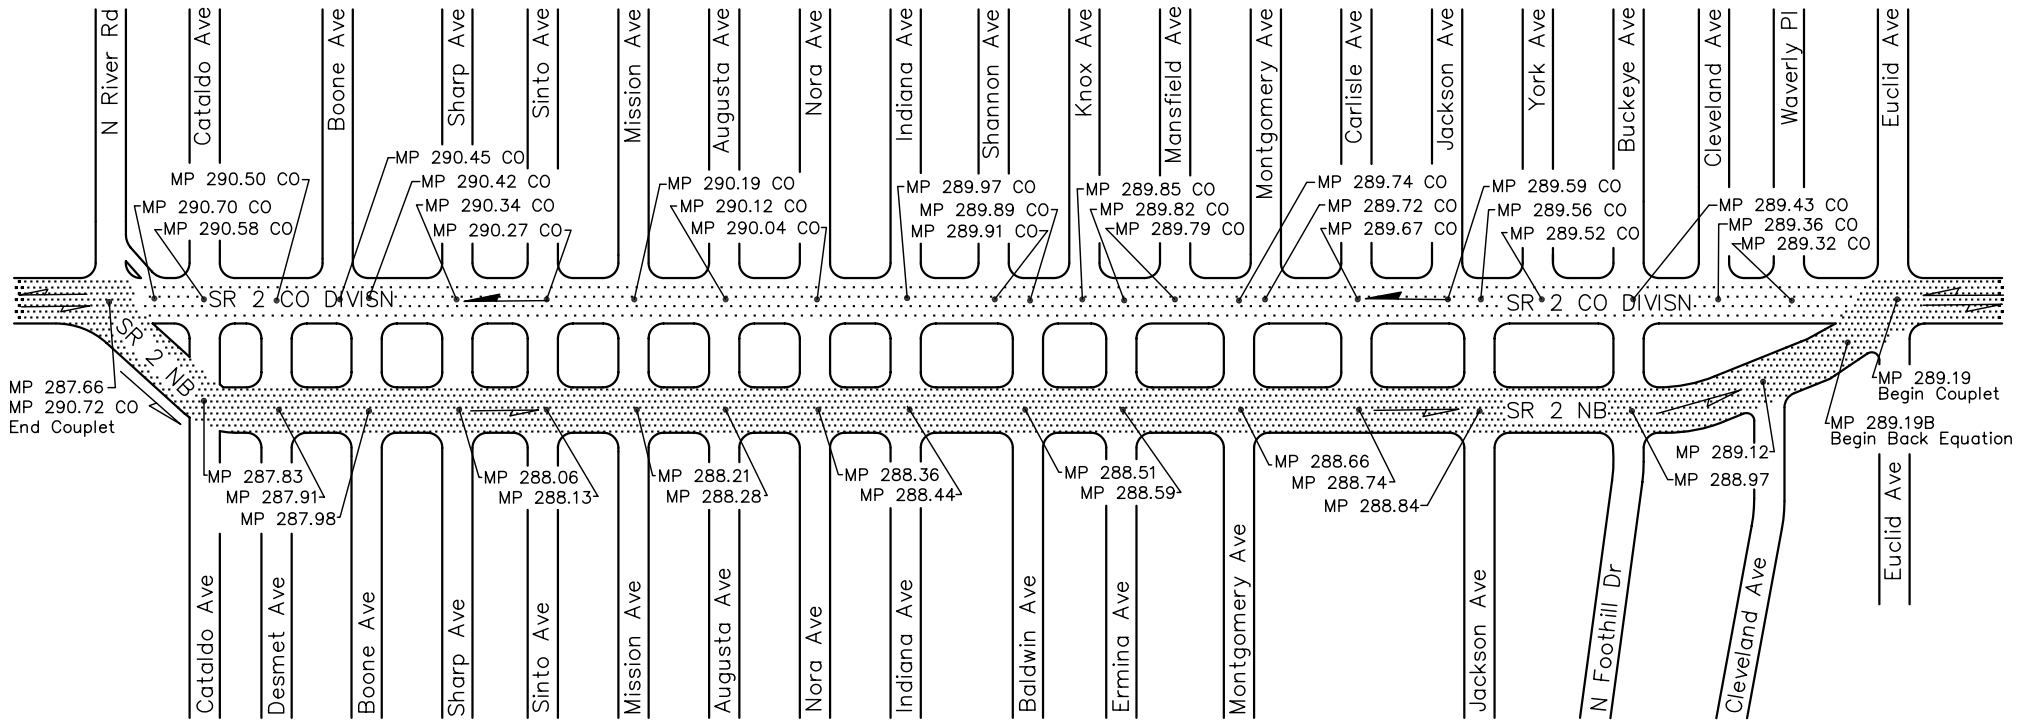 N River Rd
Cataldo Ave
Boone Ave
Sharp Ave
Sinto Ave
Mission Ave
Augusta Ave
Nora Ave
Indiana Ave
Shannon Ave
Knox Ave
Mansfield Ave
Montgomery Ave
Carlisle Ave
Jackson Ave
York Ave
Buckeye Ave
Cleveland Ave
Waverly Pl
Euclid Ave
MP 290.50 CO
MP 290.70 CO
MP 290.58 CO
MP 290.45 CO
MP 290.42 CO
MP 290.34 CO
MP 290.27 CO
MP 290.19 CO
MP 290.12 CO
MP 290.04 CO
MP 289.97 CO
MP 289.89 CO
MP 289.91 CO
MP 289.85 CO
MP 289.82 CO
MP 289.79 CO
MP 289.74 CO
MP 289.72 CO
MP 289.67 CO
MP 289.59 CO
MP 289.56 CO
MP 289.52 CO
MP 289.43 CO
MP 289.36 CO
MP 289.32 CO
SR 2 CO DIVISN
SR 2 CO DIVISN
SR 2 NB
SR 2 NB
MP 287.66
MP 290.72 CO
End Couplet
MP 289.19
Begin Couplet
MP 289.19B
Begin Back Equation
MP 287.83
MP 287.91
MP 287.98
MP 288.06
MP 288.13
MP 288.21
MP 288.28
MP 288.36
MP 288.44
MP 288.51
MP 288.59
MP 288.66
MP 288.74
MP 288.84
MP 289.12
MP 288.97
Cataldo Ave
Desmet Ave
Boone Ave
Sharp Ave
Sinto Ave
Mission Ave
Augusta Ave
Nora Ave
Indiana Ave
Baldwin Ave
Ermina Ave
Montgomery Ave
Jackson Ave
N Foothill Dr
Cleveland Ave
Euclid Ave